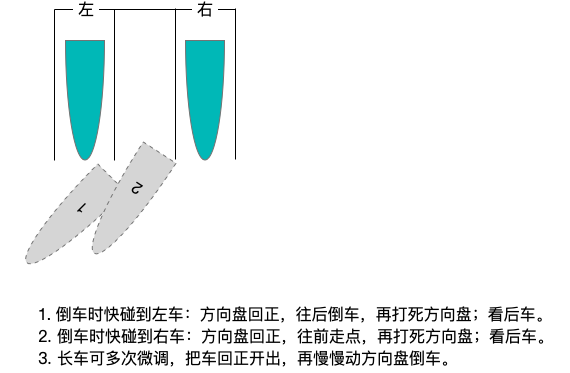 左 右
1
2
1. 倒车时快碰到左车：方向盘回正，往后倒车，再打死方向盘；看后车。
2. 倒车时快碰到右车：方向盘回正，往前走点，再打死方向盘；看后车。
3. 长车可多次微调，把车回正开出，再慢慢动方向盘倒车。